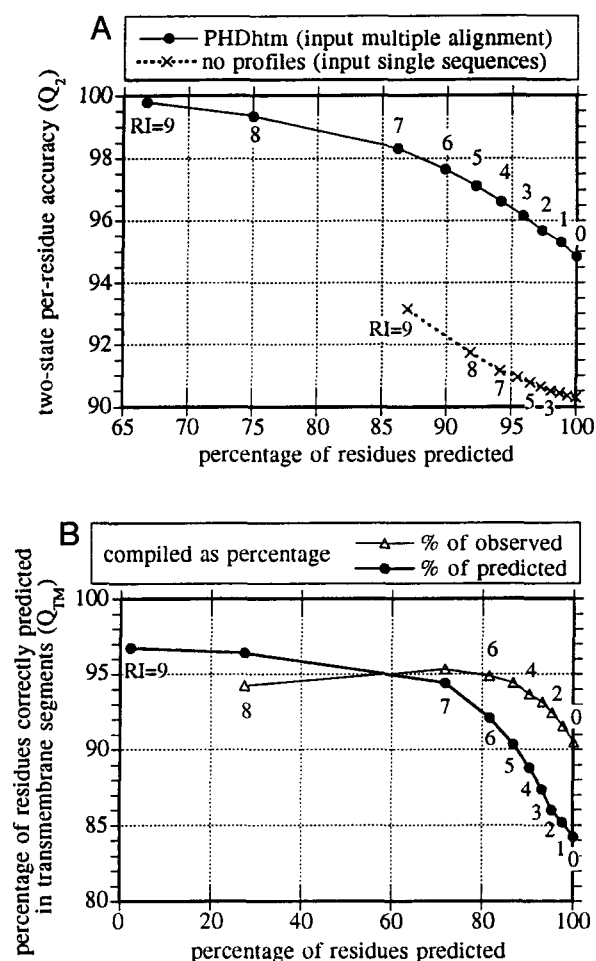 A
PHDhtm (input multiple alignment)
no profiles (input single sequences)
two-state per-residue accuracy (Q2)
100
98
96
94
92
90
RI=9
8
7
6
5
4
3
2
1
0
RI=9
8
7
5
3
65 70 75 80 85 90 95 100
percentage of residues predicted
B
compiled as percentage
% of observed
% of predicted
percentage of residues correctly predicted
in transmembrane segments (QTM)
100
95
90
85
80
RI=9
8
6
4
2
0
7
6
5
4
3
2
1
0
0 20 40 60 80 100
percentage of residues predicted